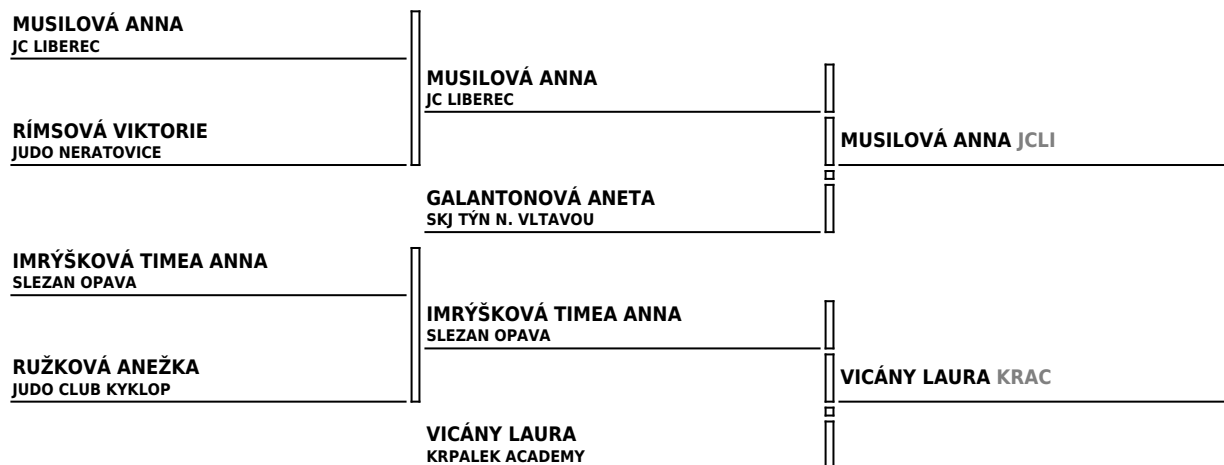 MUSILOVÁ ANNA
JC LIBEREC
RÍMSOVÁ VIKTORIE
JUDO NERATOVICE
IMRÝŠKOVÁ TIMEA ANNA
SLEZAN OPAVA
RUŽKOVÁ ANEŽKA
JUDO CLUB KYKLOP
MUSILOVÁ ANNA
JC LIBEREC
GALANTONOVÁ ANETA
SKJ TÝN N. VLTAVOU
IMRÝŠKOVÁ TIMEA ANNA
SLEZAN OPAVA
VICÁNY LAURA
KRPALEK ACADEMY
MUSILOVÁ ANNA JCLI
VICÁNY LAURA KRAC